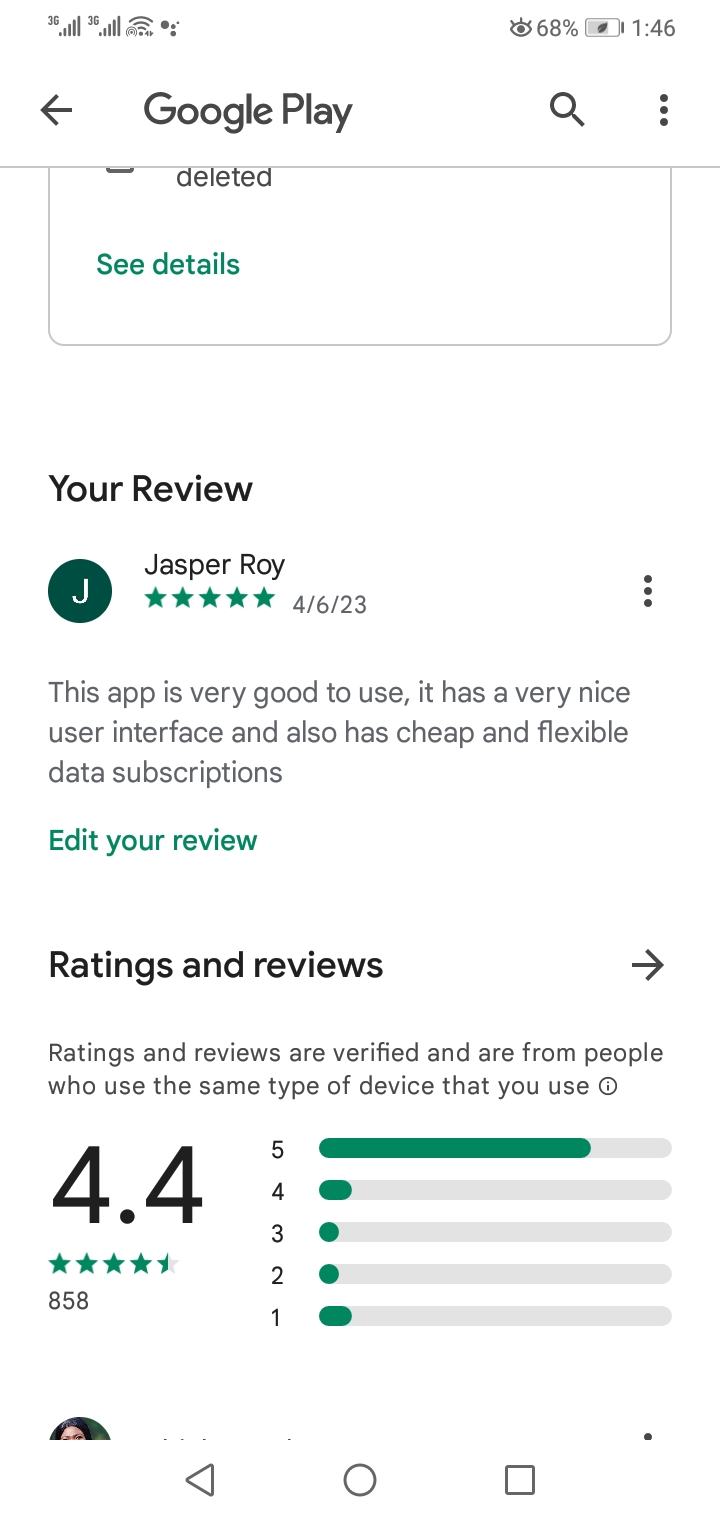 3G 3G 68% 1:46
Google Play
deleted
See details
Your Review
J
Jasper Roy
4/6/23
This app is very good to use, it has a very nice
user interface and also has cheap and flexible
data subscriptions
Edit your review
Ratings and reviews
Ratings and reviews are verified and are from people
who use the same type of device that you use
4.4
858
5
4
3
2
1